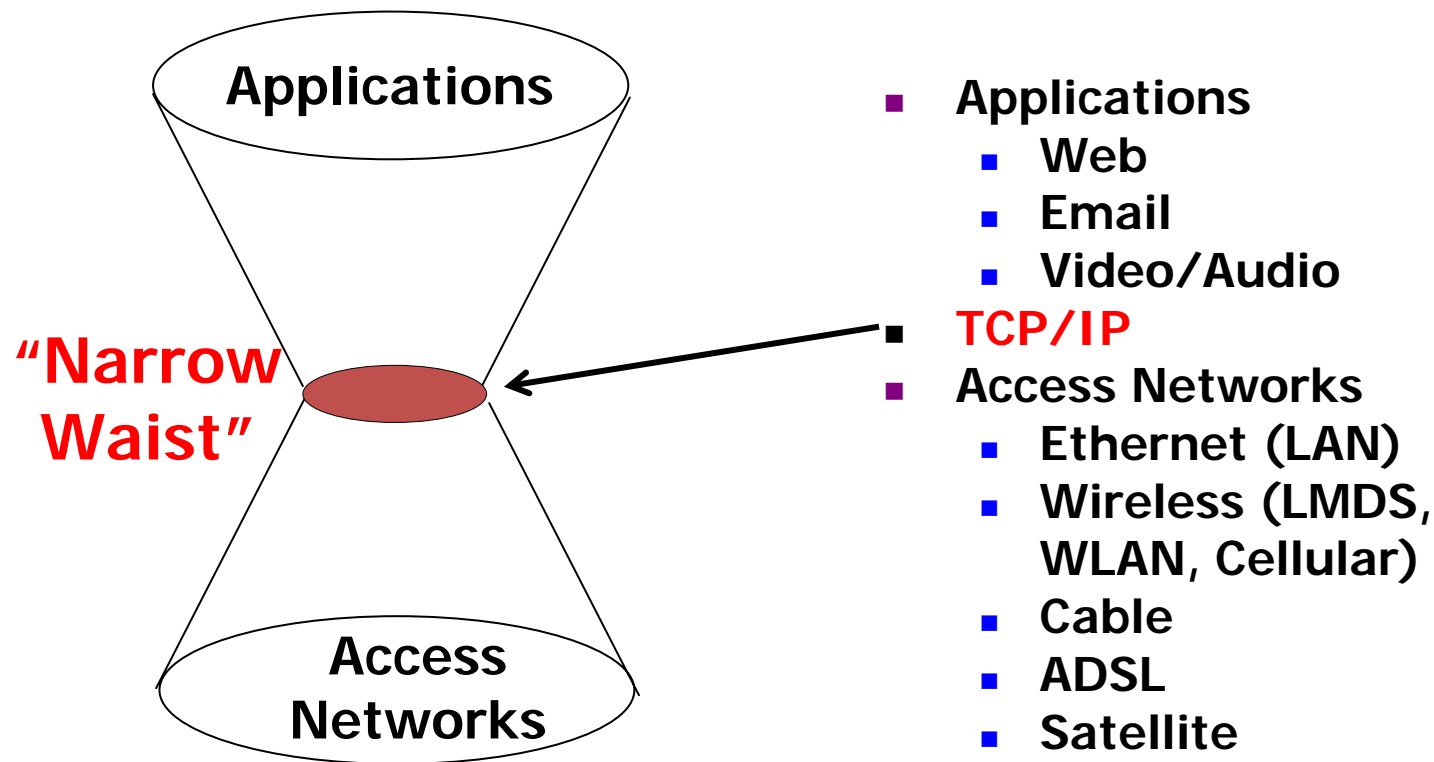 Applications
“Narrow
Waist”
Access
Networks
Applications
Web
Email
Video/Audio
TCP/IP
Access Networks
Ethernet (LAN)
Wireless (LMDS,
WLAN, Cellular)
Cable
ADSL
Satellite